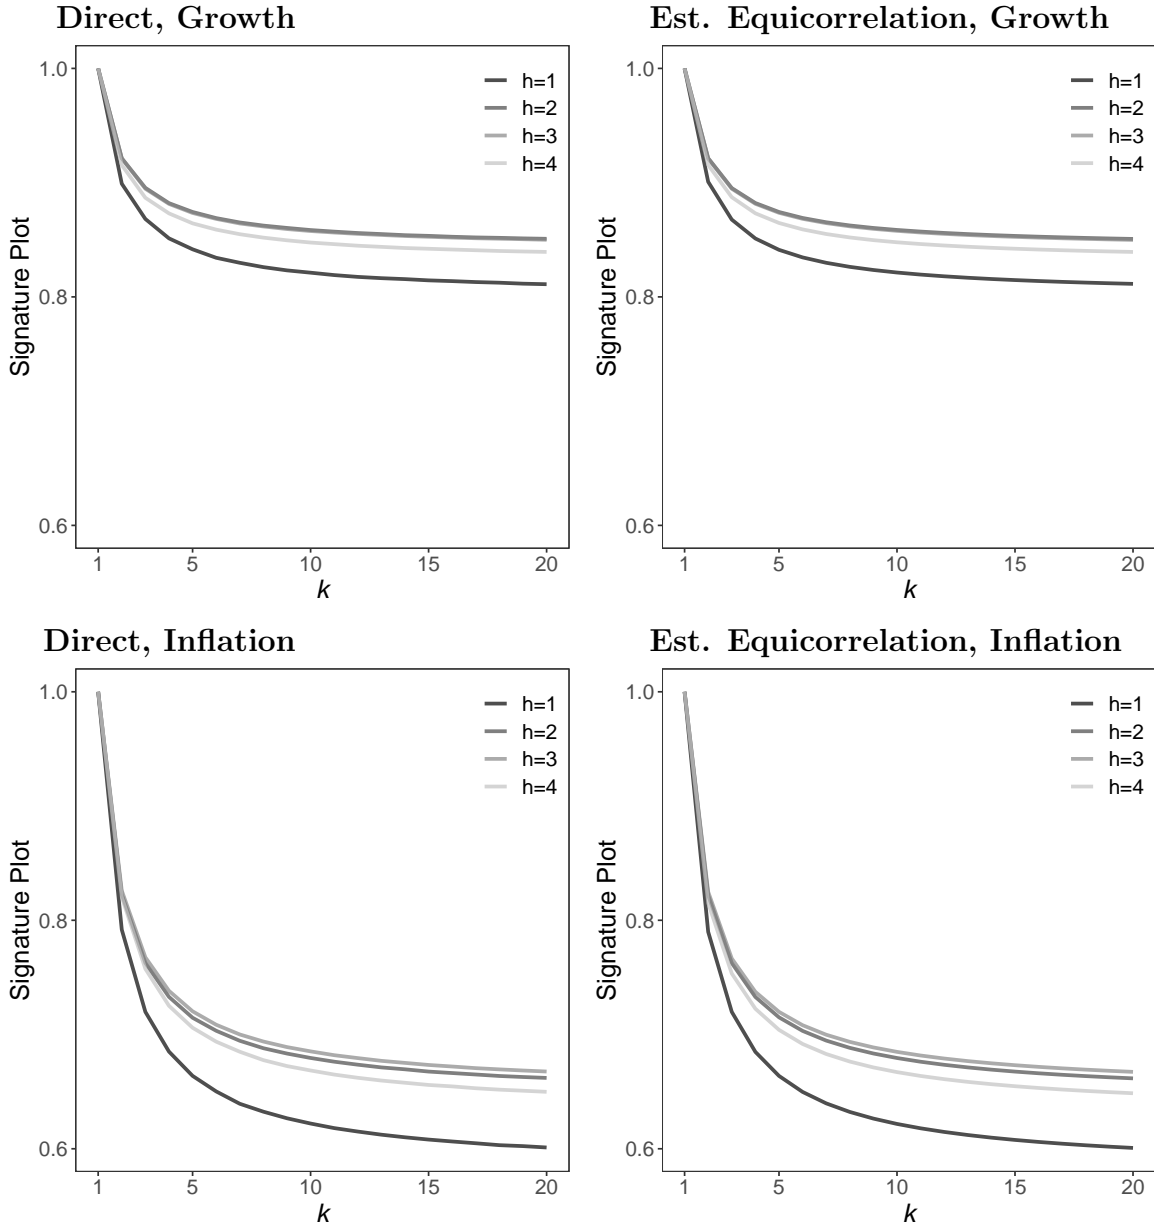 Direct, Growth
1.0
0.8
0.6
Signature Plot
h=1
h=2
h=3
h=4
1 5 10 15 20
k
Est. Equicorrelation, Growth
1.0
0.8
0.6
Signature Plot
h=1
h=2
h=3
h=4
1 5 10 15 20
k
Direct, Inflation
1.0
0.8
0.6
Signature Plot
h=1
h=2
h=3
h=4
1 5 10 15 20
k
Est. Equicorrelation, Inflation
1.0
0.8
0.6
Signature Plot
h=1
h=2
h=3
h=4
1 5 10 15 20
k